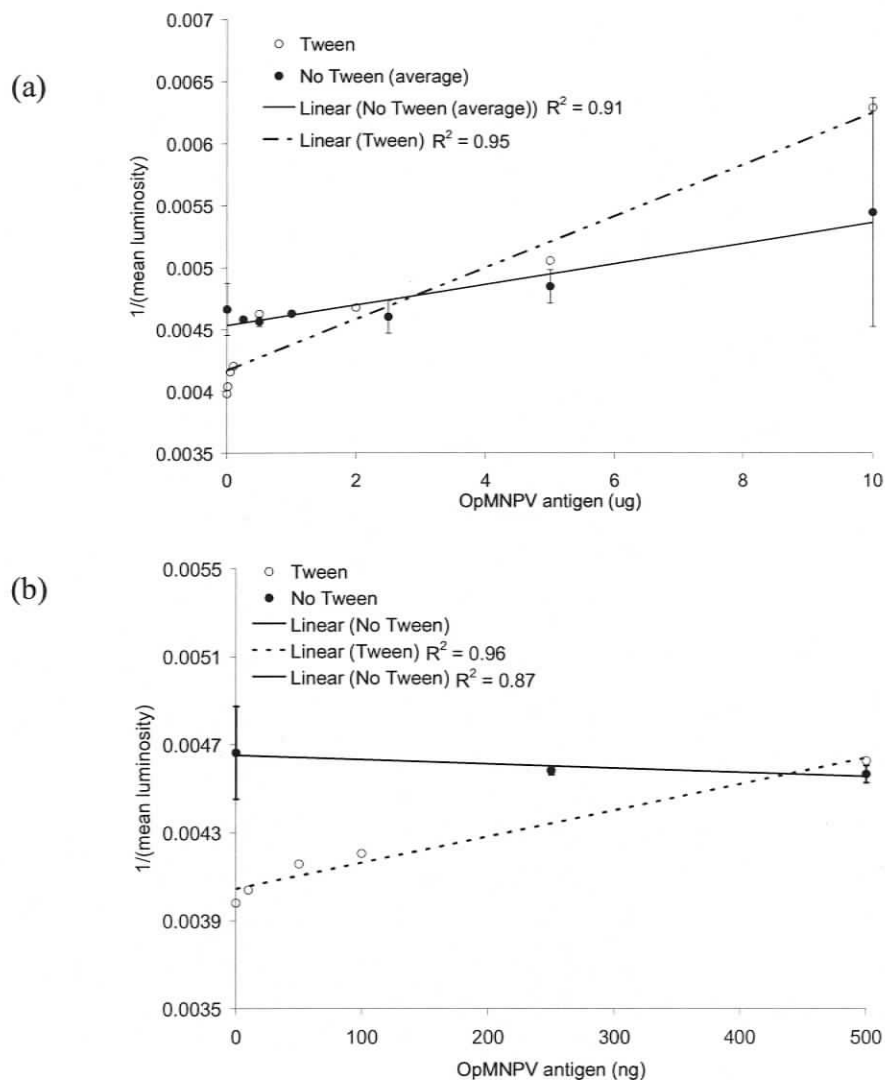 (a)
0.007
0.0065
0.006
0.0055
0.005
0.0045
0.004
0.0035
1/(mean luminosity)
Tween
No Tween (average)
Linear (No Tween (average)) R² = 0.91
Linear (Tween) R² = 0.95
0 2 4 6 8 10
OpMNPV antigen (ug)
(b)
0.0055
0.0051
0.0047
0.0043
0.0039
0.0035
1/(mean luminosity)
Tween
No Tween
Linear (No Tween)
Linear (Tween) R² = 0.96
Linear (No Tween) R² = 0.87
0 100 200 300 400 500
OpMNPV antigen (ng)